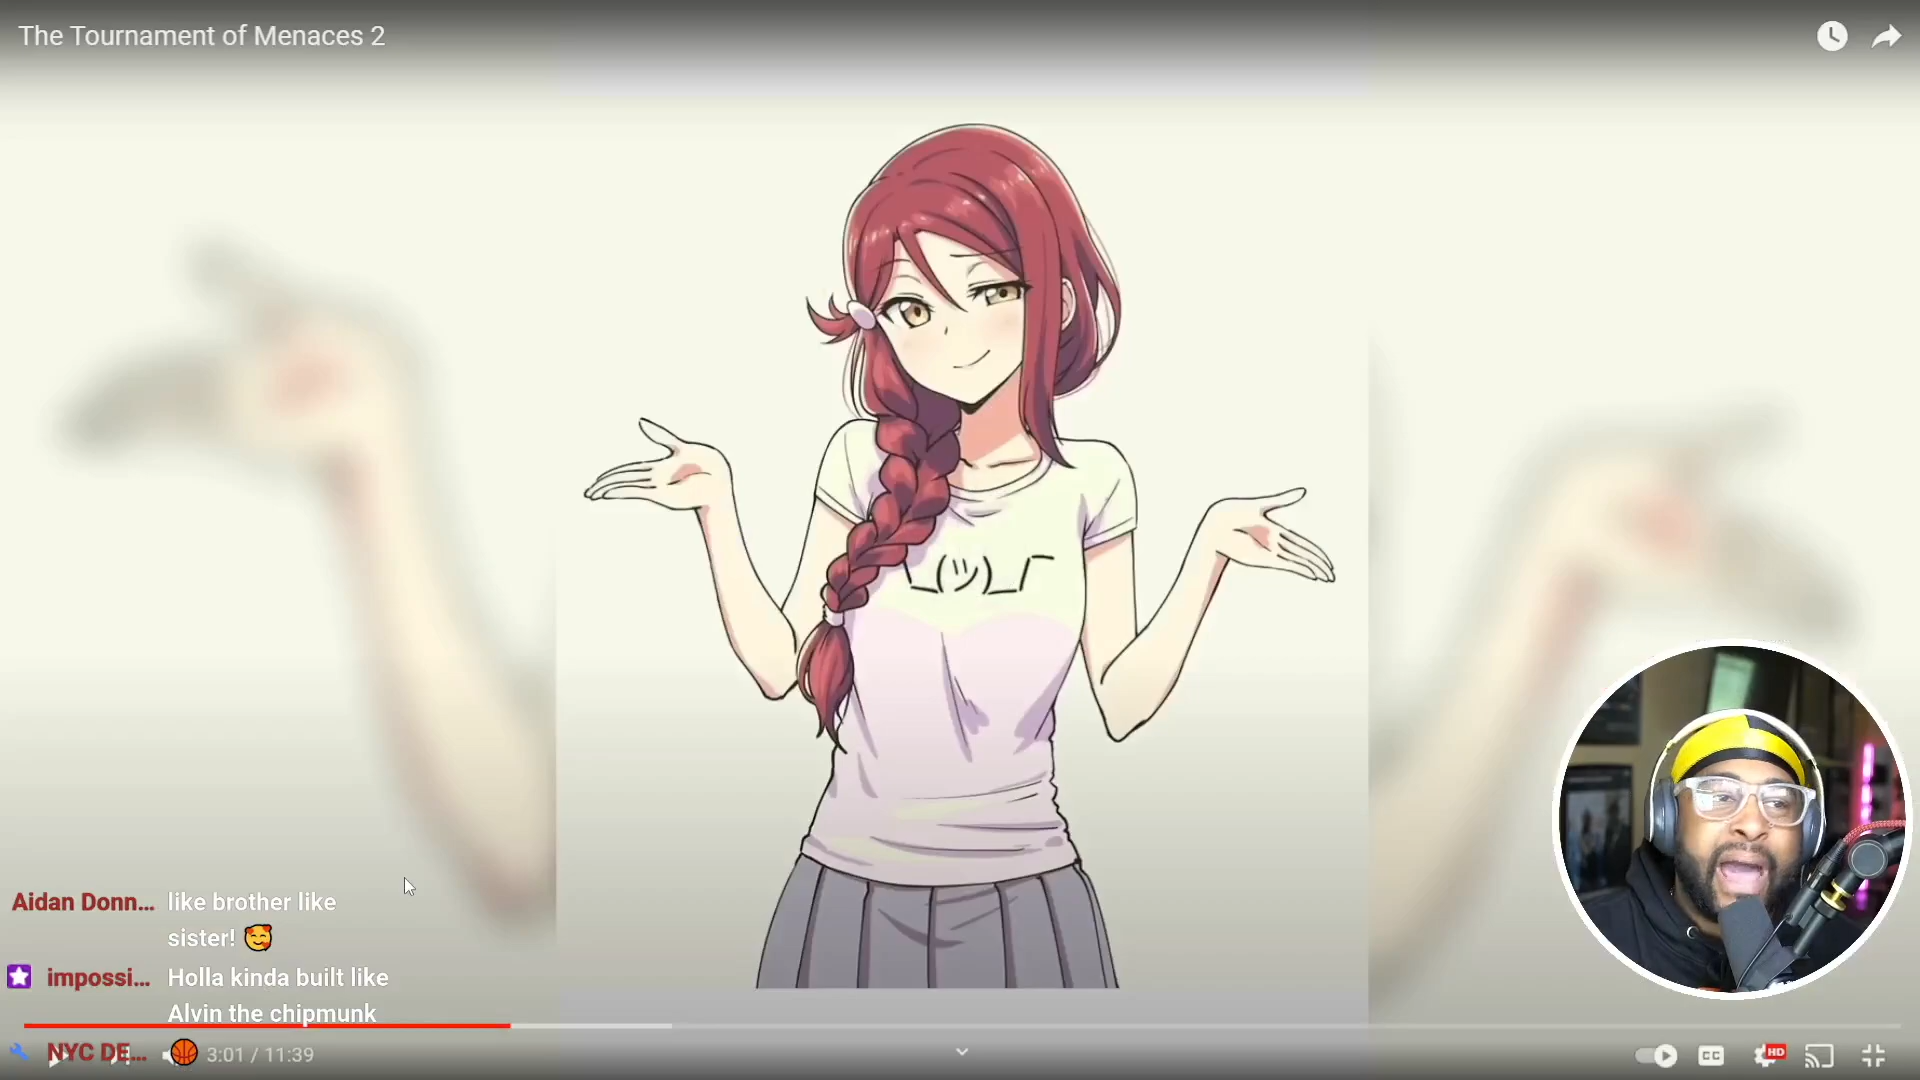 The Tournament of Menaces 2
¯\_(ツ)_/¯
Aidan Donn... like brother like
sister! 🥰
impossi... Holla kinda built like
Alvin the chipmunk
NYC DE... 🏀
3:01 / 11:39
CC
HD